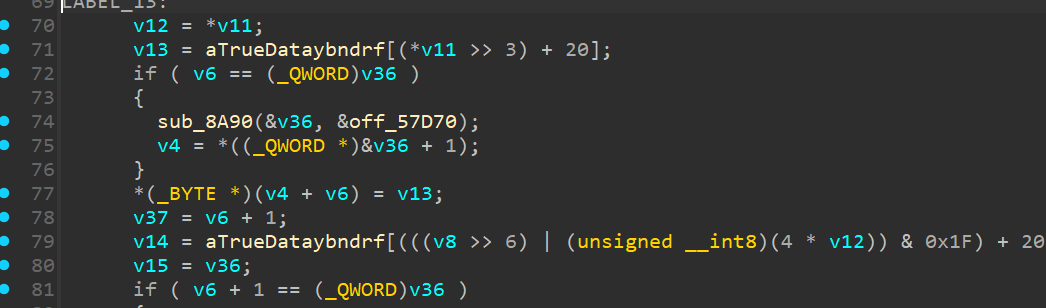 69 LABEL_13:
70 v12 = *v11;
71 v13 = aTrueDataybndrf[(*v11 >> 3) + 20];
72 if ( v6 == (_QWORD)v36 )
73 {
74 sub_8A90(&v36, &off_57D70);
75 v4 = *((_QWORD *)&v36 + 1);
76 }
77 *(_BYTE *)(v4 + v6) = v13;
78 v37 = v6 + 1;
79 v14 = aTrueDataybndrf[(((v8 >> 6) | (unsigned __int8)(4 * v12)) & 0x1F) + 20
80 v15 = v36;
81 if ( v6 + 1 == (_QWORD)v36 )